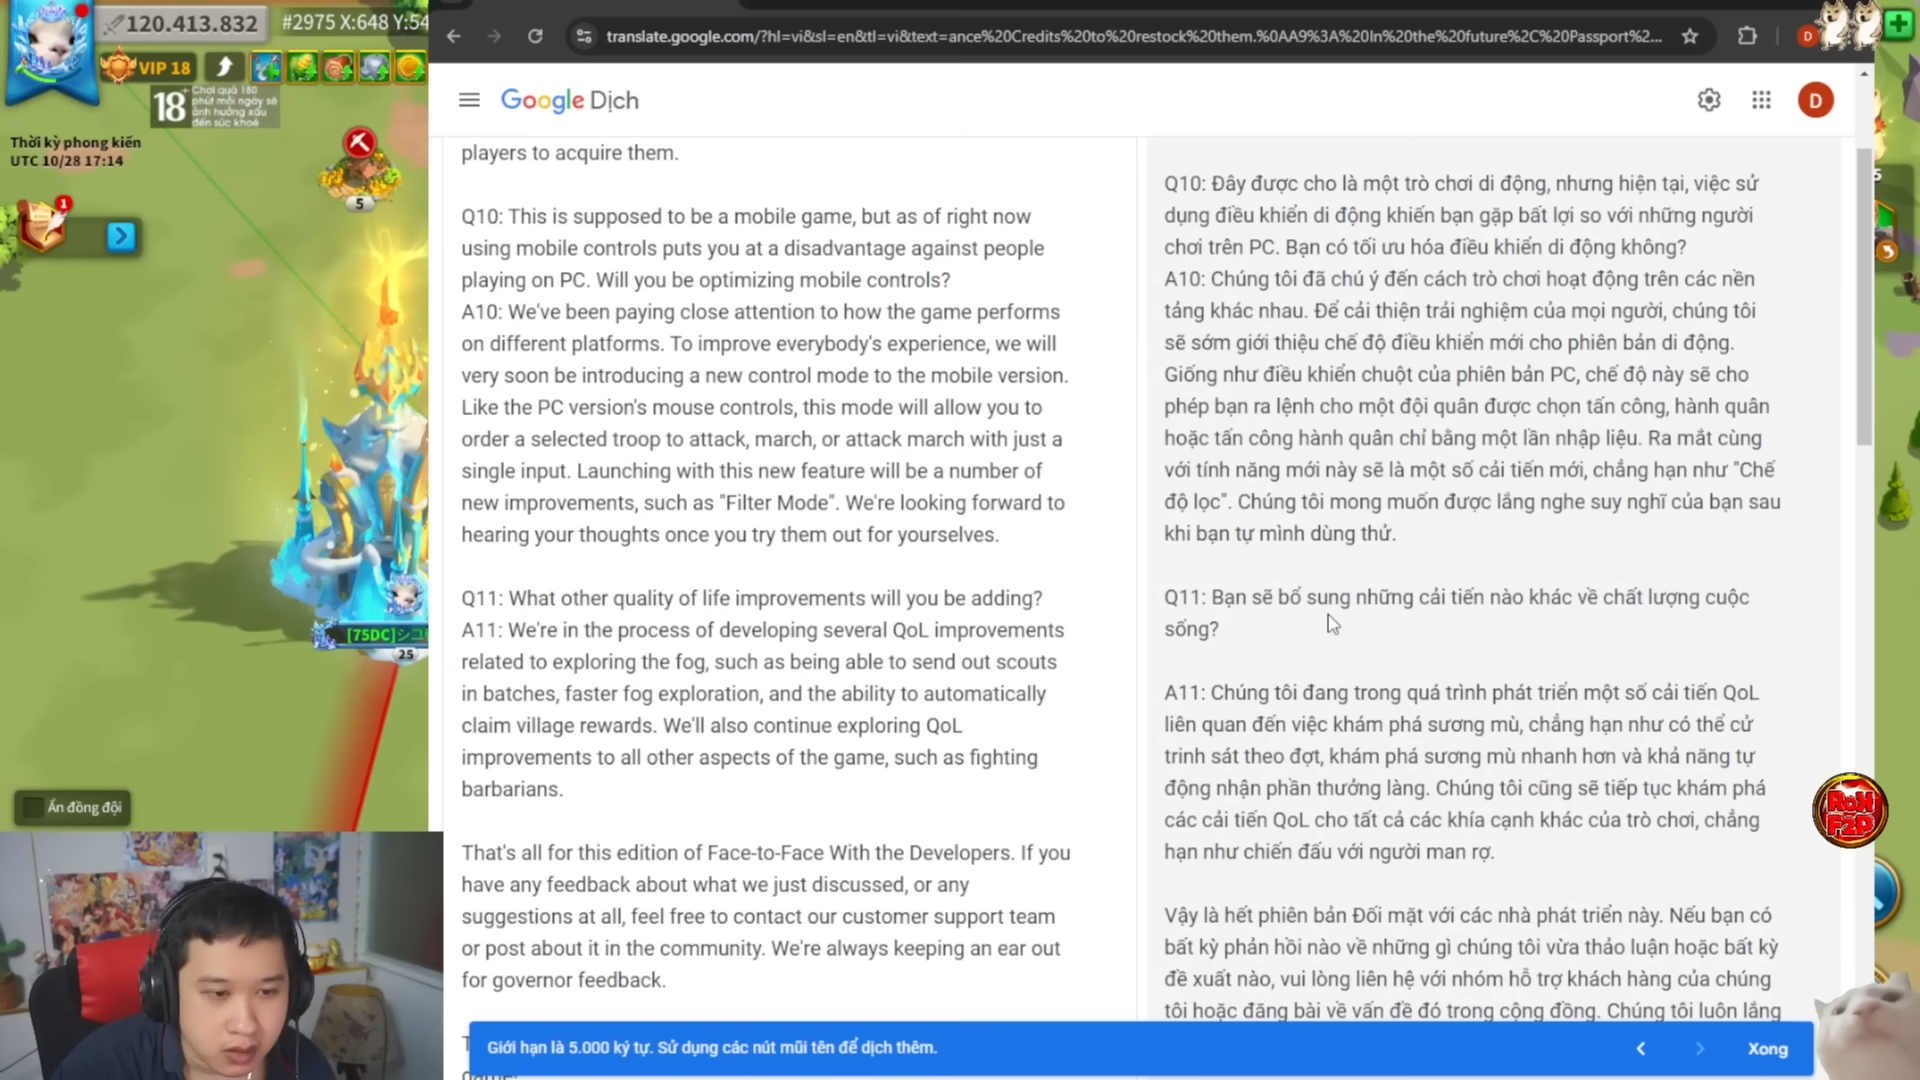 120.413.832
#2975 X:648 Y:54
VIP 18
18+
Chơi quá 180
phút mỗi ngày sẽ
ảnh hưởng xấu
đến sức khoẻ
Thời kỳ phong kiến
UTC 10/28 17:14
5
1
[75DC]シュ
25
Ẩn đồng đội
translate.google.com/?hl=vi&sl=en&tl=vi&text=ance%20Credits%20to%20restock%20them.%0AA9%3A%20In%20the%20future%2C%20Passport%2...
D
Google Dịch
D
players to acquire them.
Q10: This is supposed to be a mobile game, but as of right now
using mobile controls puts you at a disadvantage against people
playing on PC. Will you be optimizing mobile controls?
A10: We've been paying close attention to how the game performs
on different platforms. To improve everybody's experience, we will
very soon be introducing a new control mode to the mobile version.
Like the PC version's mouse controls, this mode will allow you to
order a selected troop to attack, march, or attack march with just a
single input. Launching with this new feature will be a number of
new improvements, such as "Filter Mode". We're looking forward to
hearing your thoughts once you try them out for yourselves.
Q11: What other quality of life improvements will you be adding?
A11: We're in the process of developing several QoL improvements
related to exploring the fog, such as being able to send out scouts
in batches, faster fog exploration, and the ability to automatically
claim village rewards. We'll also continue exploring QoL
improvements to all other aspects of the game, such as fighting
barbarians.
That's all for this edition of Face-to-Face With the Developers. If you
have any feedback about what we just discussed, or any
suggestions at all, feel free to contact our customer support team
or post about it in the community. We're always keeping an ear out
for governor feedback.
Q10: Đây được cho là một trò chơi di động, nhưng hiện tại, việc sử
dụng điều khiển di động khiến bạn gặp bất lợi so với những người
chơi trên PC. Bạn có tối ưu hóa điều khiển di động không?
A10: Chúng tôi đã chú ý đến cách trò chơi hoạt động trên các nền
tảng khác nhau. Để cải thiện trải nghiệm của mọi người, chúng tôi
sẽ sớm giới thiệu chế độ điều khiển mới cho phiên bản di động.
Giống như điều khiển chuột của phiên bản PC, chế độ này sẽ cho
phép bạn ra lệnh cho một đội quân được chọn tấn công, hành quân
hoặc tấn công hành quân chỉ bằng một lần nhập liệu. Ra mắt cùng
với tính năng mới này sẽ là một số cải tiến mới, chẳng hạn như "Chế
độ lọc". Chúng tôi mong muốn được lắng nghe suy nghĩ của bạn sau
khi bạn tự mình dùng thử.
Q11: Bạn sẽ bổ sung những cải tiến nào khác về chất lượng cuộc
sống?
A11: Chúng tôi đang trong quá trình phát triển một số cải tiến QoL
liên quan đến việc khám phá sương mù, chẳng hạn như có thể cử
trinh sát theo đợt, khám phá sương mù nhanh hơn và khả năng tự
động nhận phần thưởng làng. Chúng tôi cũng sẽ tiếp tục khám phá
các cải tiến QoL cho tất cả các khía cạnh khác của trò chơi, chẳng
hạn như chiến đấu với người man rợ.
Vậy là hết phiên bản Đối mặt với các nhà phát triển này. Nếu bạn có
bất kỳ phản hồi nào về những gì chúng tôi vừa thảo luận hoặc bất kỳ
đề xuất nào, vui lòng liên hệ với nhóm hỗ trợ khách hàng của chúng
tôi hoặc đăng bài về vấn đề đó trong cộng đồng. Chúng tôi luôn lắng
Giới hạn là 5.000 ký tự. Sử dụng các nút mũi tên để dịch thêm.
Xong
5
RoK
F2P